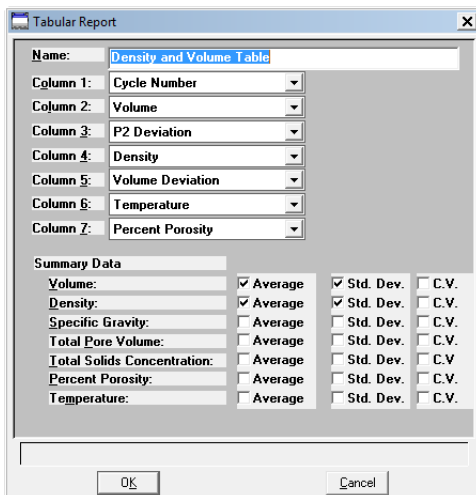 Tabular Report
Name: Density and Volume Table
Column 1: Cycle Number
Column 2: Volume
Column 3: P2 Deviation
Column 4: Density
Column 5: Volume Deviation
Column 6: Temperature
Column 7: Percent Porosity
Summary Data
Volume: Average Std. Dev. C.V.
Density: Average Std. Dev. C.V.
Specific Gravity: Average Std. Dev. C.V.
Total Pore Volume: Average Std. Dev. C.V.
Total Solids Concentration: Average Std. Dev. C.V
Percent Porosity: Average Std. Dev. C.V.
Temperature: Average Std. Dev. C.V.
OK Cancel